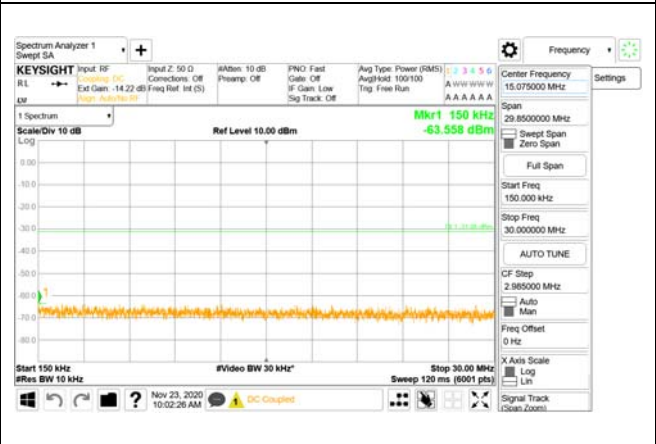 Spectrum Analyzer 1
Swept SA
+
Frequency
KEYSIGHT
RL
Input: RF
Coupling: DC
Ext Gain: -14.22 dB
Align: Auto/No RF
Input Z: 50 Ω
Corrections: Off
Freq Ref: Int (S)
#Atten: 10 dB
Preamp: Off
PNO: Fast
Gate: Off
IF Gain: Low
Sig Track: Off
Avg Type: Power (RMS)
Avg|Hold: 100/100
Trig: Free Run
1 2 3 4 5 6
A W W W W W
A A A A A A
1 Spectrum
Scale/Div 10 dB
Ref Level 10.00 dBm
Mkr1 150 kHz
-63.558 dBm
Log
0.00
-10.0
-20.0
-30.0
-40.0
-50.0
-60.0
-70.0
-80.0
1
Start 150 kHz
#Res BW 10 kHz
#Video BW 30 kHz*
Stop 30.00 MHz
Sweep 120 ms (6001 pts)
Nov 23, 2020
10:02:26 AM
?
1
DC Coupled
Settings
Center Frequency
15.075000 MHz
Span
29.8500000 MHz
Swept Span
Zero Span
Full Span
Start Freq
150.000 kHz
Stop Freq
30.000000 MHz
AUTO TUNE
CF Step
2.985000 MHz
Auto
Man
Freq Offset
0 Hz
X Axis Scale
Log
Lin
Signal Track
(Span Zoom)